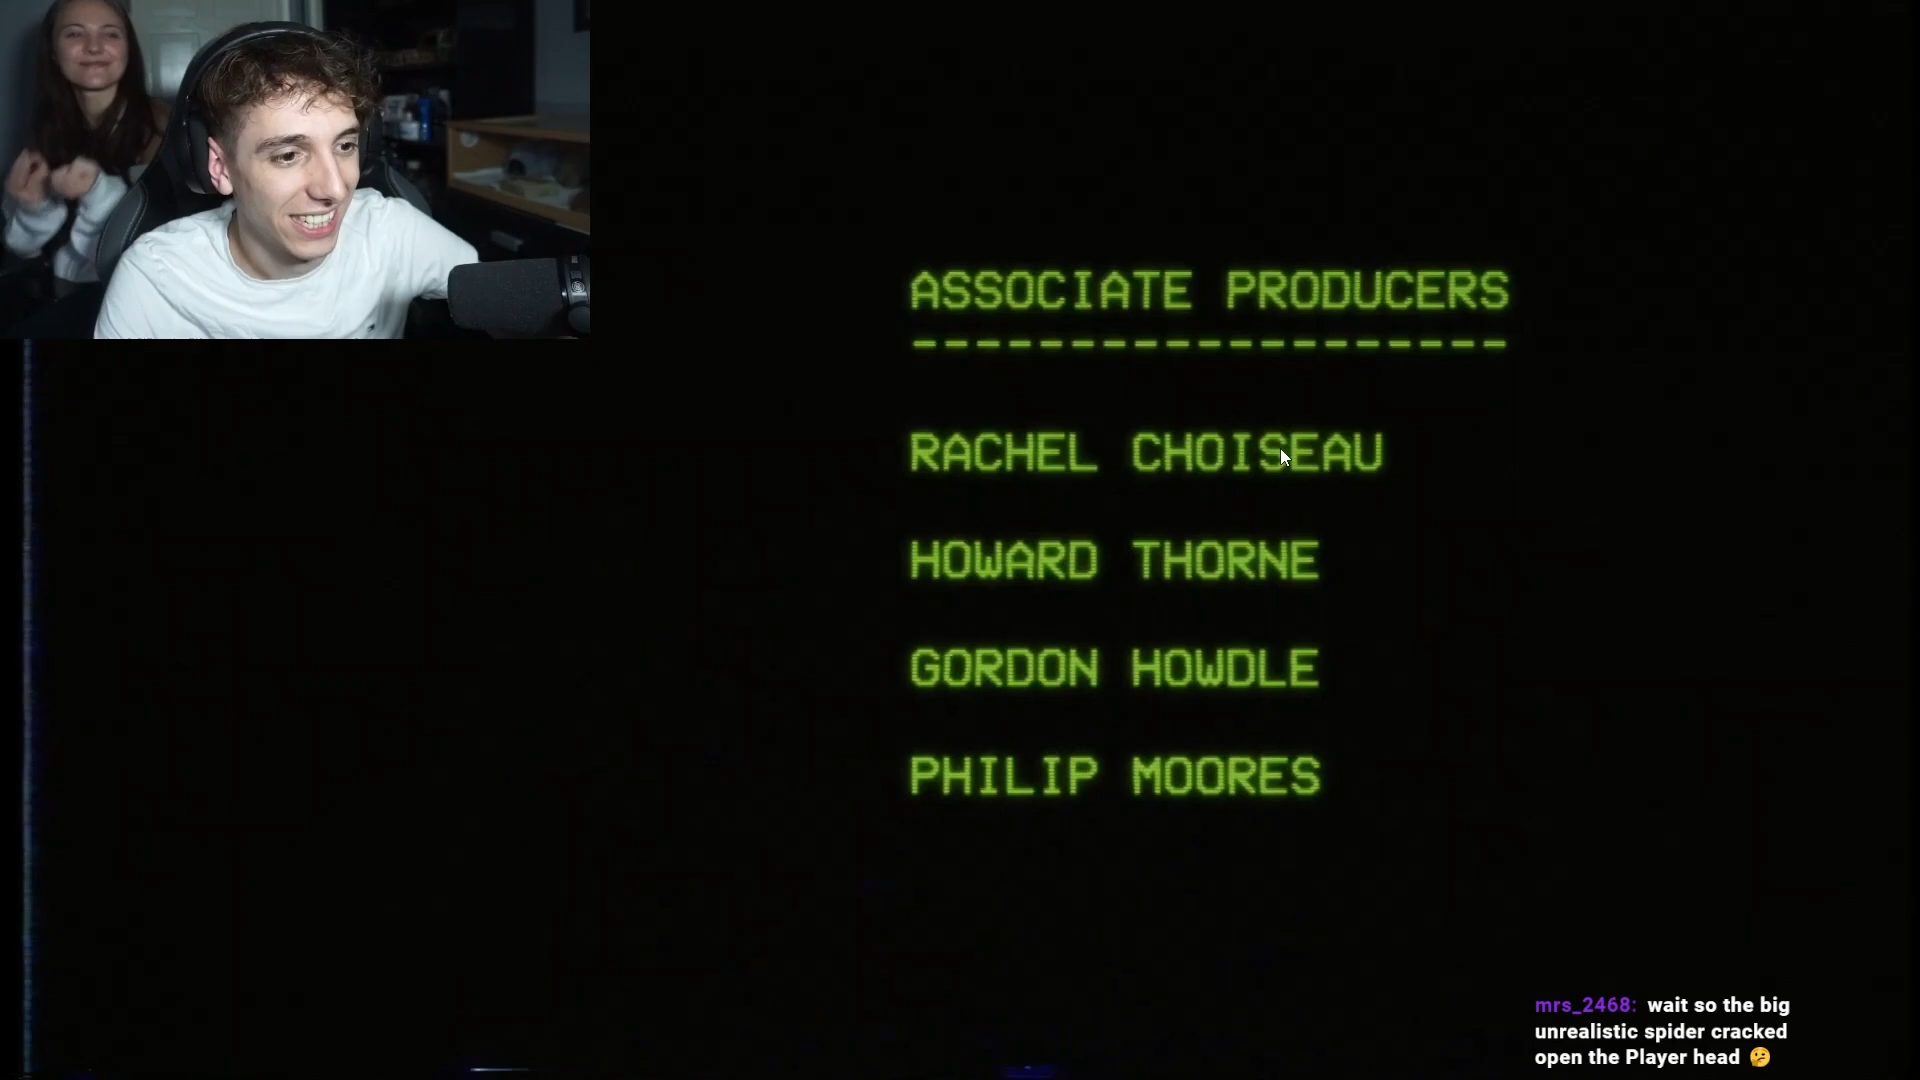 ASSOCIATE PRODUCERS
-------------------
RACHEL CHOISEAU
HOWARD THORNE
GORDON HOWDLE
PHILIP MOORES
mrs_2468: wait so the big
unrealistic spider cracked
open the Player head 🤔